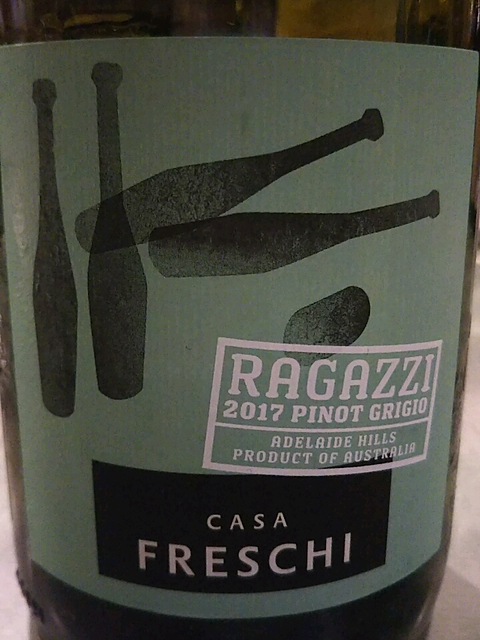 RAGAZZI
2017 PINOT GRIGIO
ADELAIDE HILLS
PRODUCT OF AUSTRALIA
CASA
FRESCHI